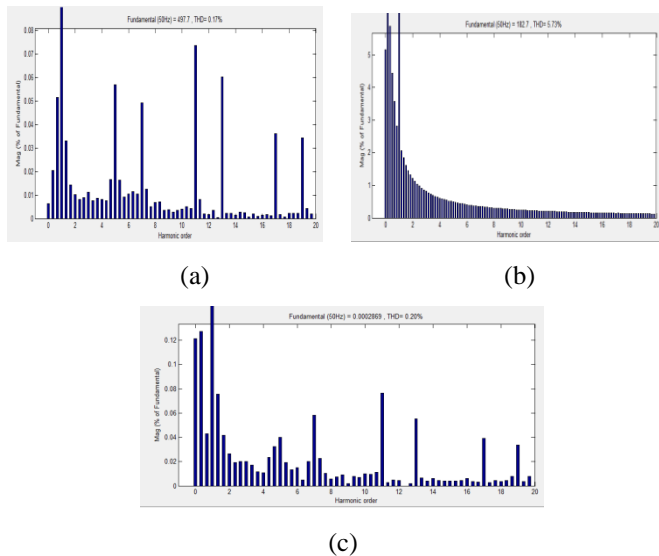 Fundamental (50Hz) = 497.7 , THD= 0.17%
Mag (% of Fundamental)
0.08
0.07
0.06
0.05
0.04
0.03
0.02
0.01
0
0 2 4 6 8 10 12 14 16 18 20
Harmonic order
(a)
Fundamental (50Hz) = 182.7 , THD= 5.73%
Mag (% of Fundamental)
5
4
3
2
1
0
0 2 4 6 8 10 12 14 16 18 20
Harmonic order
(b)
Fundamental (50Hz) = 0.0002869 , THD= 0.20%
Mag (% of Fundamental)
0.12
0.1
0.08
0.06
0.04
0.02
0
0 2 4 6 8 10 12 14 16 18 20
Harmonic order
(c)